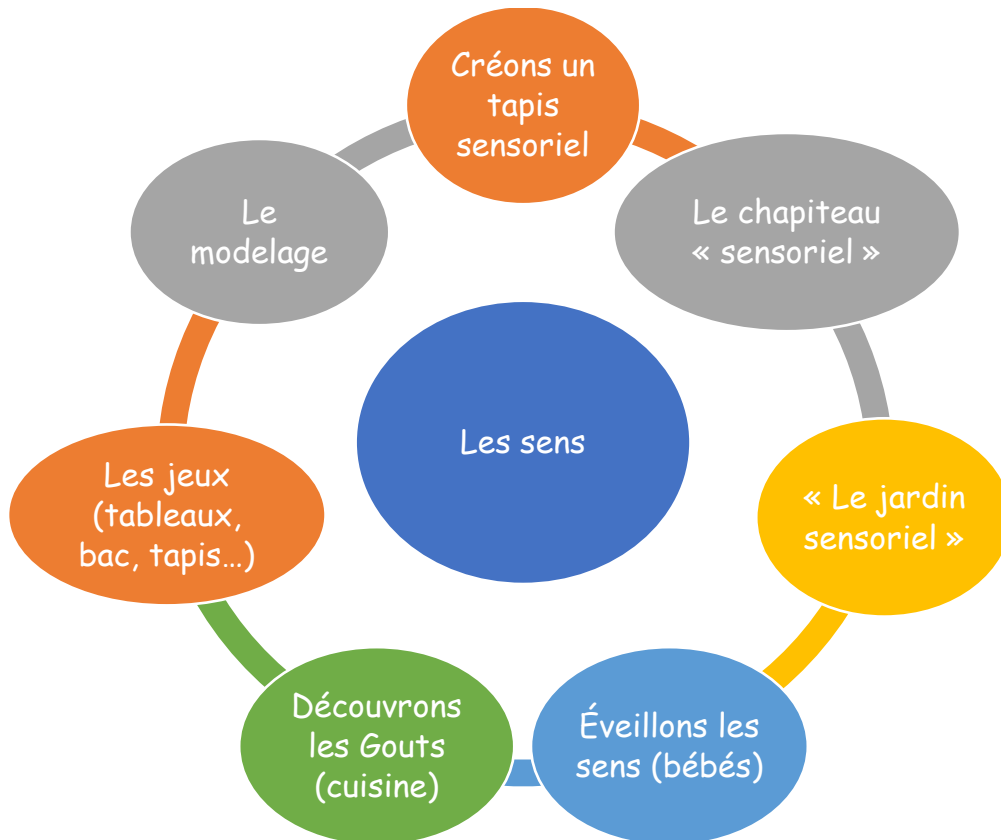 Créons un
tapis
sensoriel
Le chapiteau
« sensoriel »
« Le jardin
sensoriel »
Éveillons les
sens (bébés)
Découvrons
les Gouts
(cuisine)
Les jeux
(tableaux,
bac, tapis…)
Le
modelage
Les sens